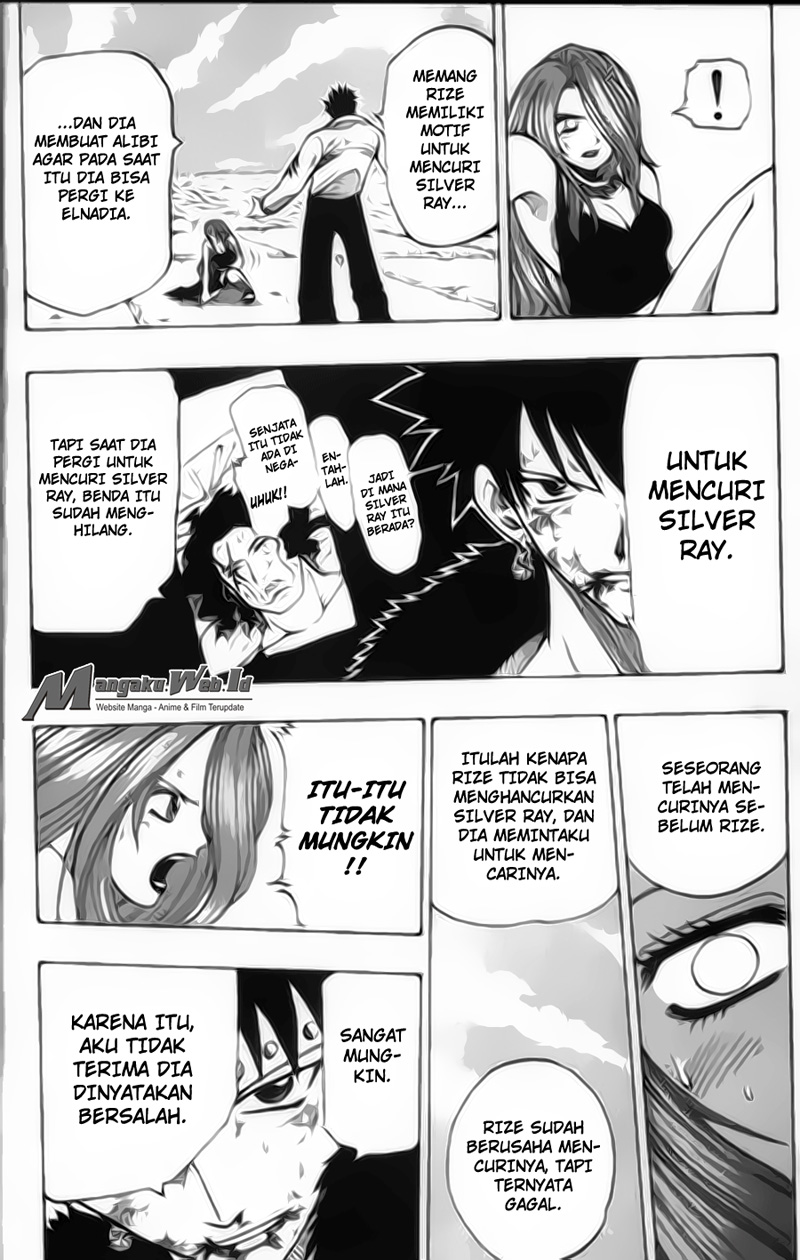 !
MEMANG
RIZE
MEMILIKI
MOTIF
UNTUK
MENCURI
SILVER
RAY...
...DAN DIA
MEMBUAT ALIBI
AGAR PADA SAAT
ITU DIA BISA
PERGI KE
ELNADIA.
UNTUK
MENCURI
SILVER
RAY.
JADI
DI MANA
SILVER
RAY ITU
BERADA?
EN-
TAH-
LAH.
SENJATA
ITU TIDAK
ADA DI
NEGA-
UHUK!!
TAPI SAAT DIA
PERGI UNTUK
MENCURI SILVER
RAY, BENDA ITU
SUDAH MENG-
HILANG.
Mangaku.Web.Id
Website Manga - Anime & Film Terupdate
SESEORANG
TELAH MEN-
CURINYA SE-
BELUM RIZE.
ITULAH KENAPA
RIZE TIDAK BISA
MENGHANCURKAN
SILVER RAY, DAN
DIA MEMINTAKU
UNTUK MEN-
CARINYA.
RIZE SUDAH
BERUSAHA MEN-
CURINYA, TAPI
TERNYATA
GAGAL.
ITU-ITU
TIDAK
MUNGKIN
!!
SANGAT
MUNG-
KIN.
KARENA ITU,
AKU TIDAK
TERIMA DIA
DINYATAKAN
BERSALAH.